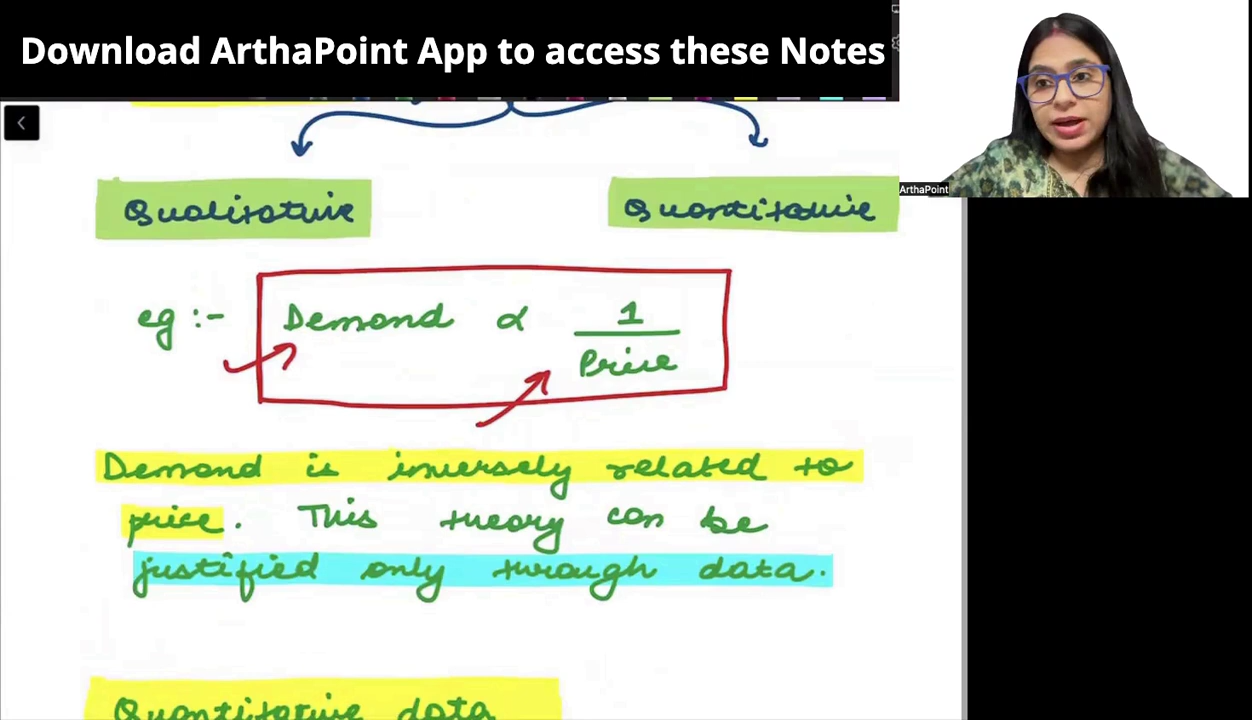 Download ArthaPoint App to access these Notes
ArthaPoint
Qualitative
Quantitative
eg :- Demand ∝ 1
Price
Demand is inversely related to
price. This theory can be
justified only through data.
Quantitative data